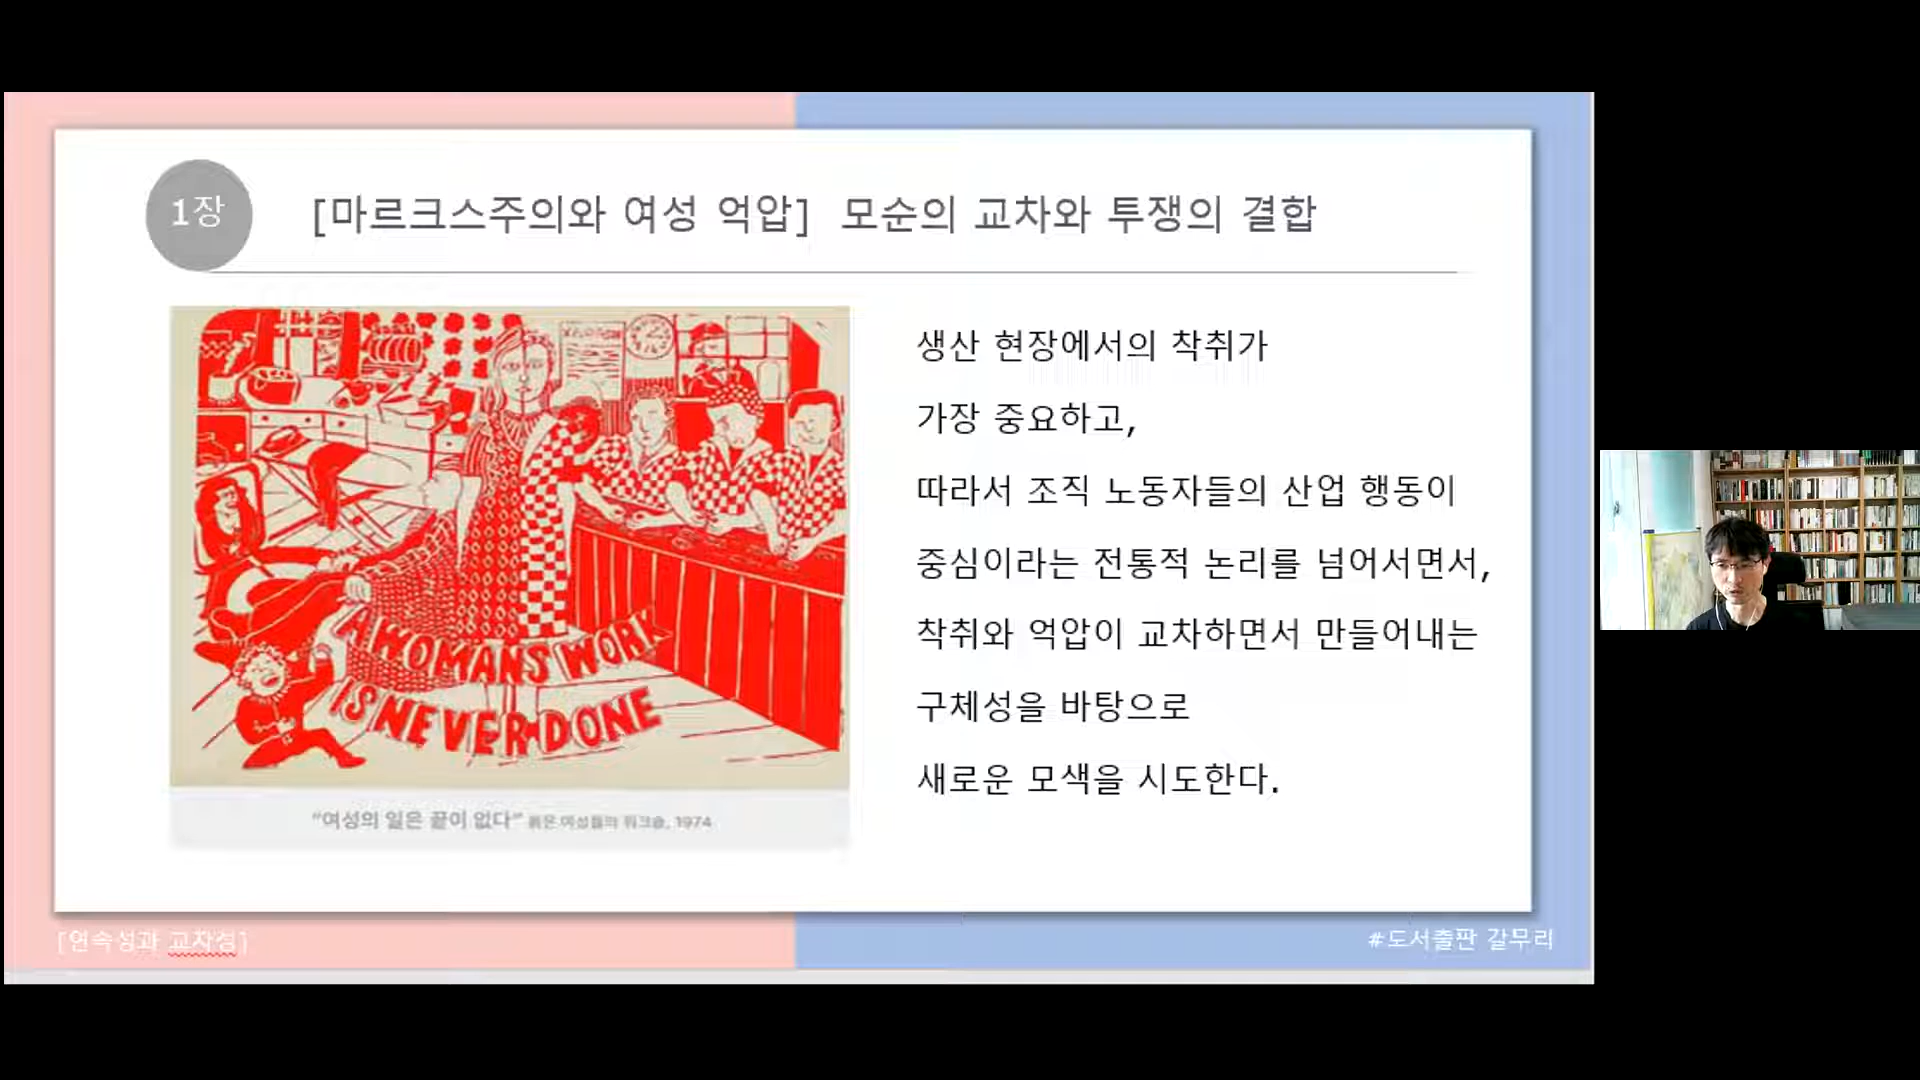 1장
[마르크스주의와 여성 억압] 모순의 교차와 투쟁의 결합
생산 현장에서의 착취가
가장 중요하고,
따라서 조직 노동자들의 산업 행동이
중심이라는 전통적 논리를 넘어서면서,
착취와 억압이 교차하면서 만들어내는
구체성을 바탕으로
새로운 모색을 시도한다.
A WOMANS WORK
IS NEVER DONE
"여성의 일은 끝이 없다" 붉은 여성들의 워크숍, 1974
[연속성과 교차성]
#도서출판 갈무리